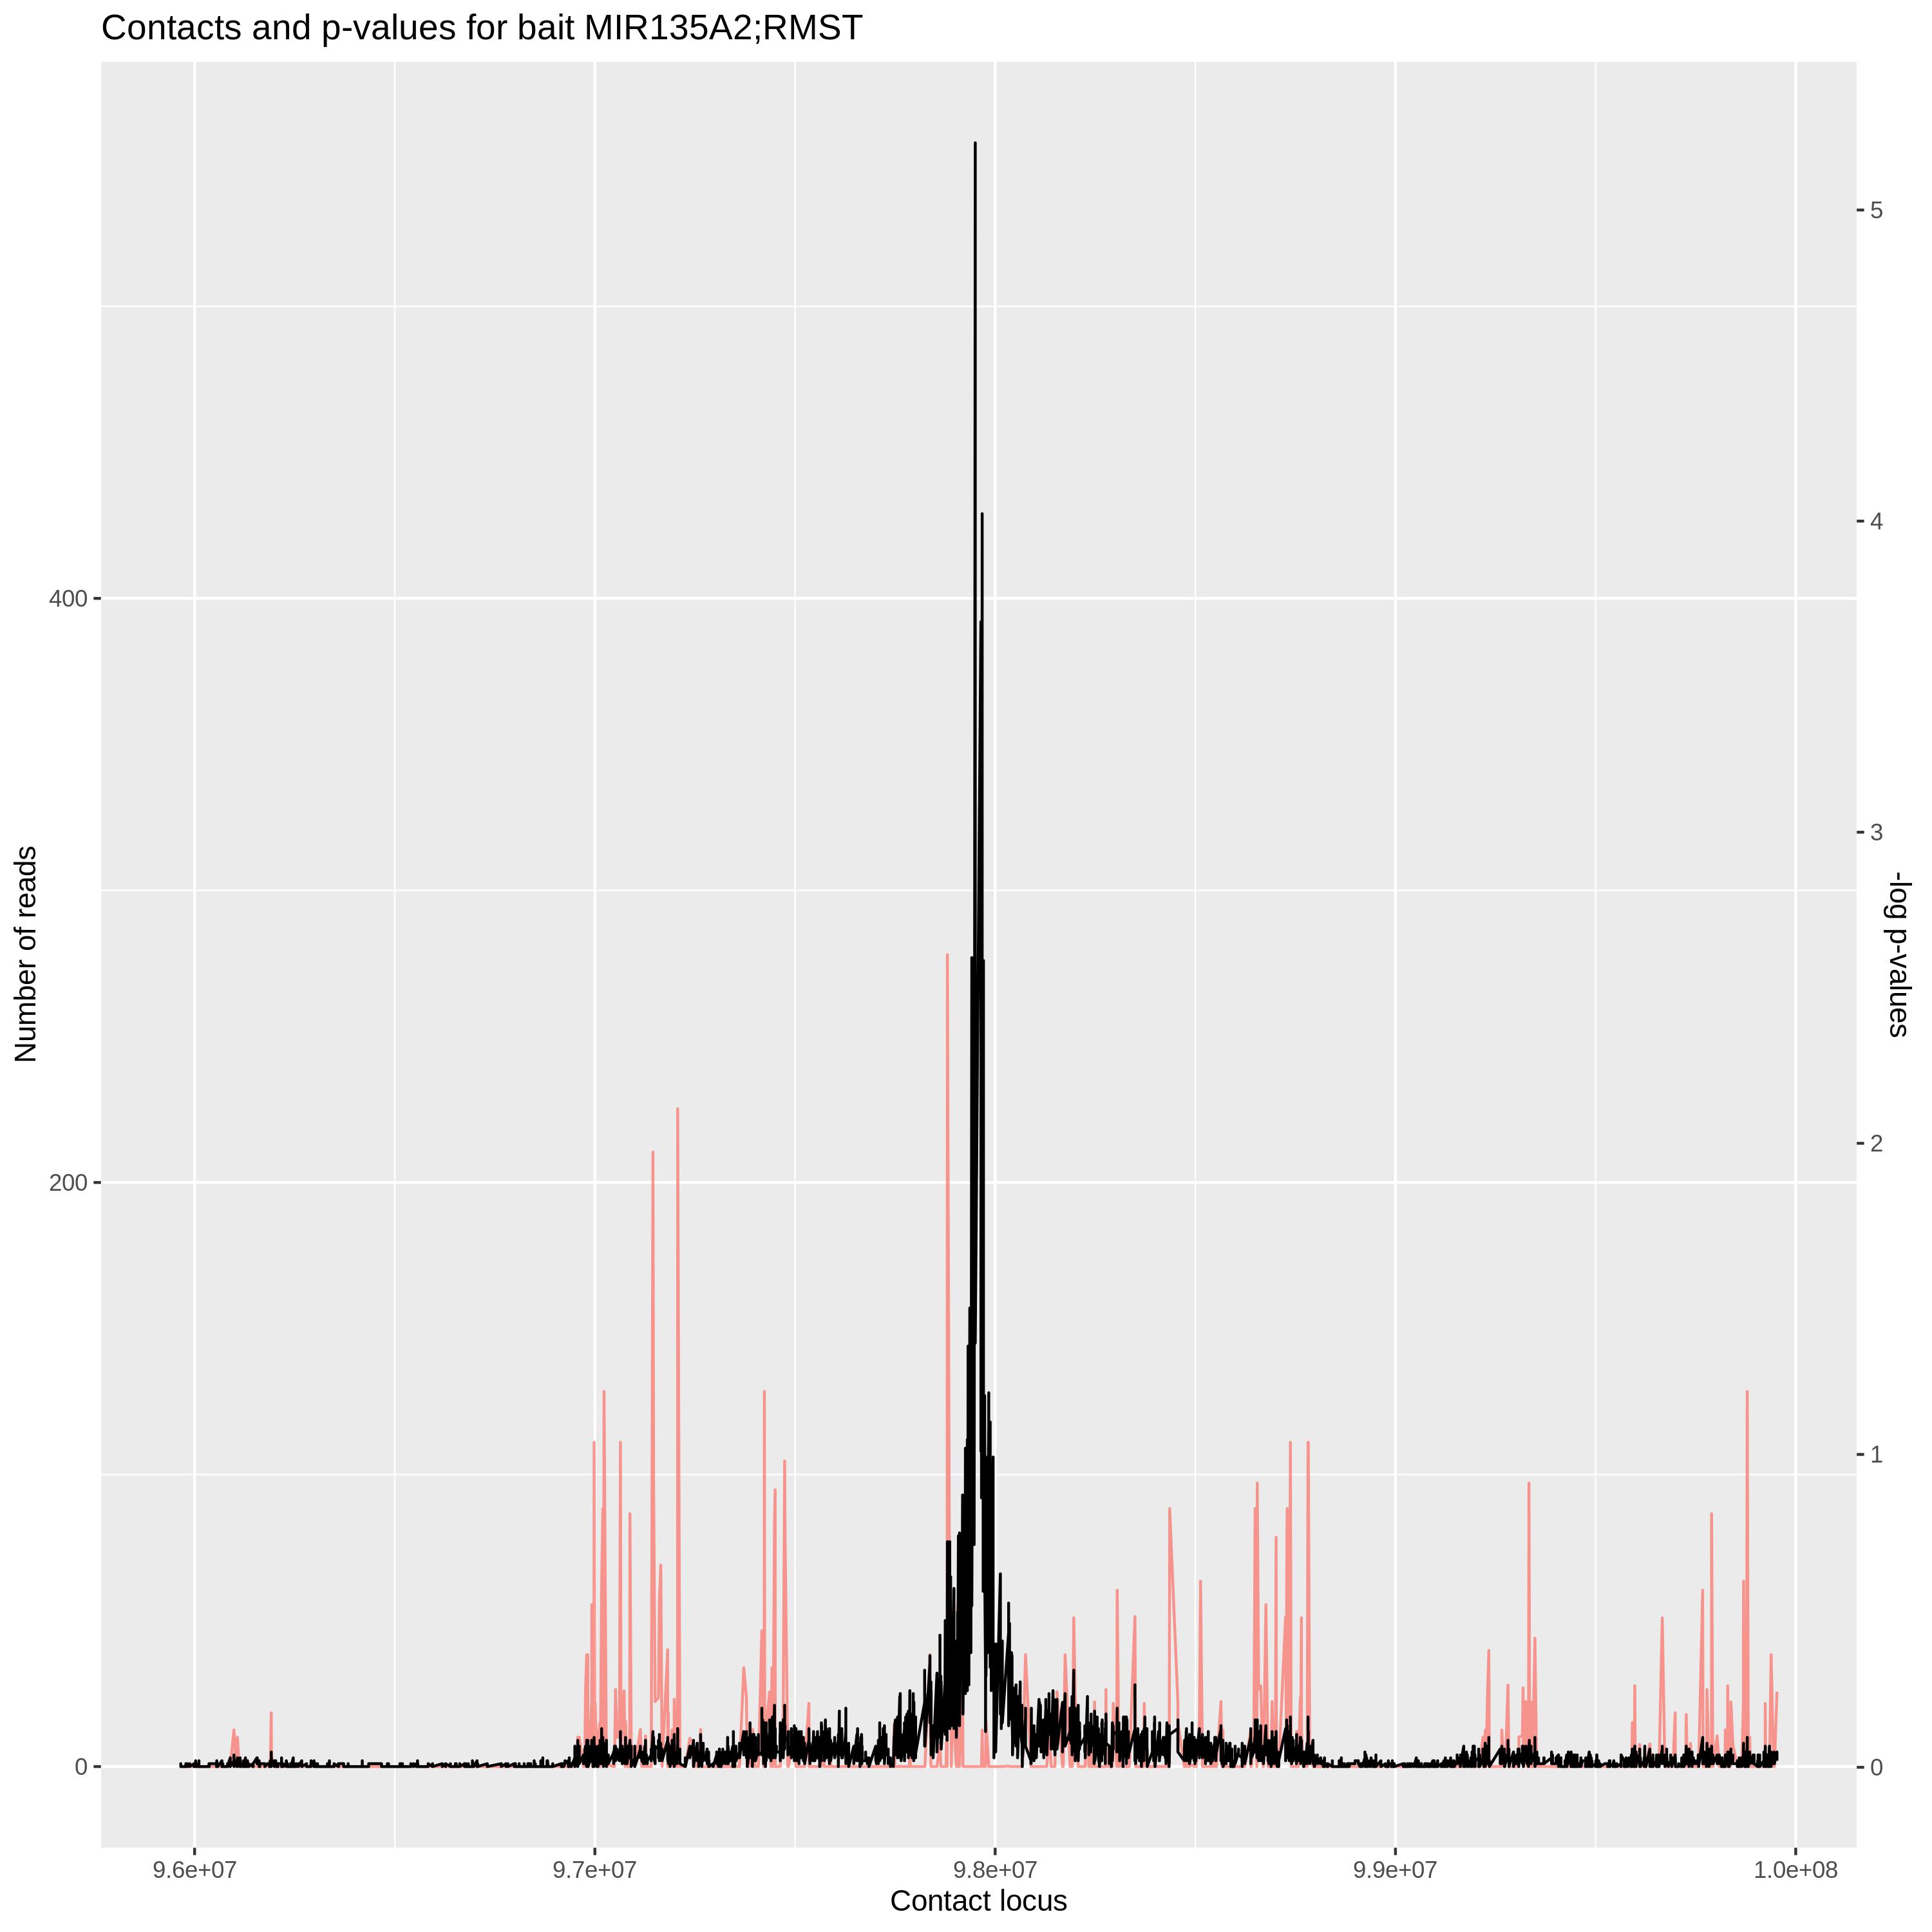 Contacts and p-values for bait MIR135A2;RMST
Number of reads
400
200
0
5
4
3
2
1
0
-log p-values
9.6e+07
9.7e+07
9.8e+07
9.9e+07
1.0e+08
Contact locus